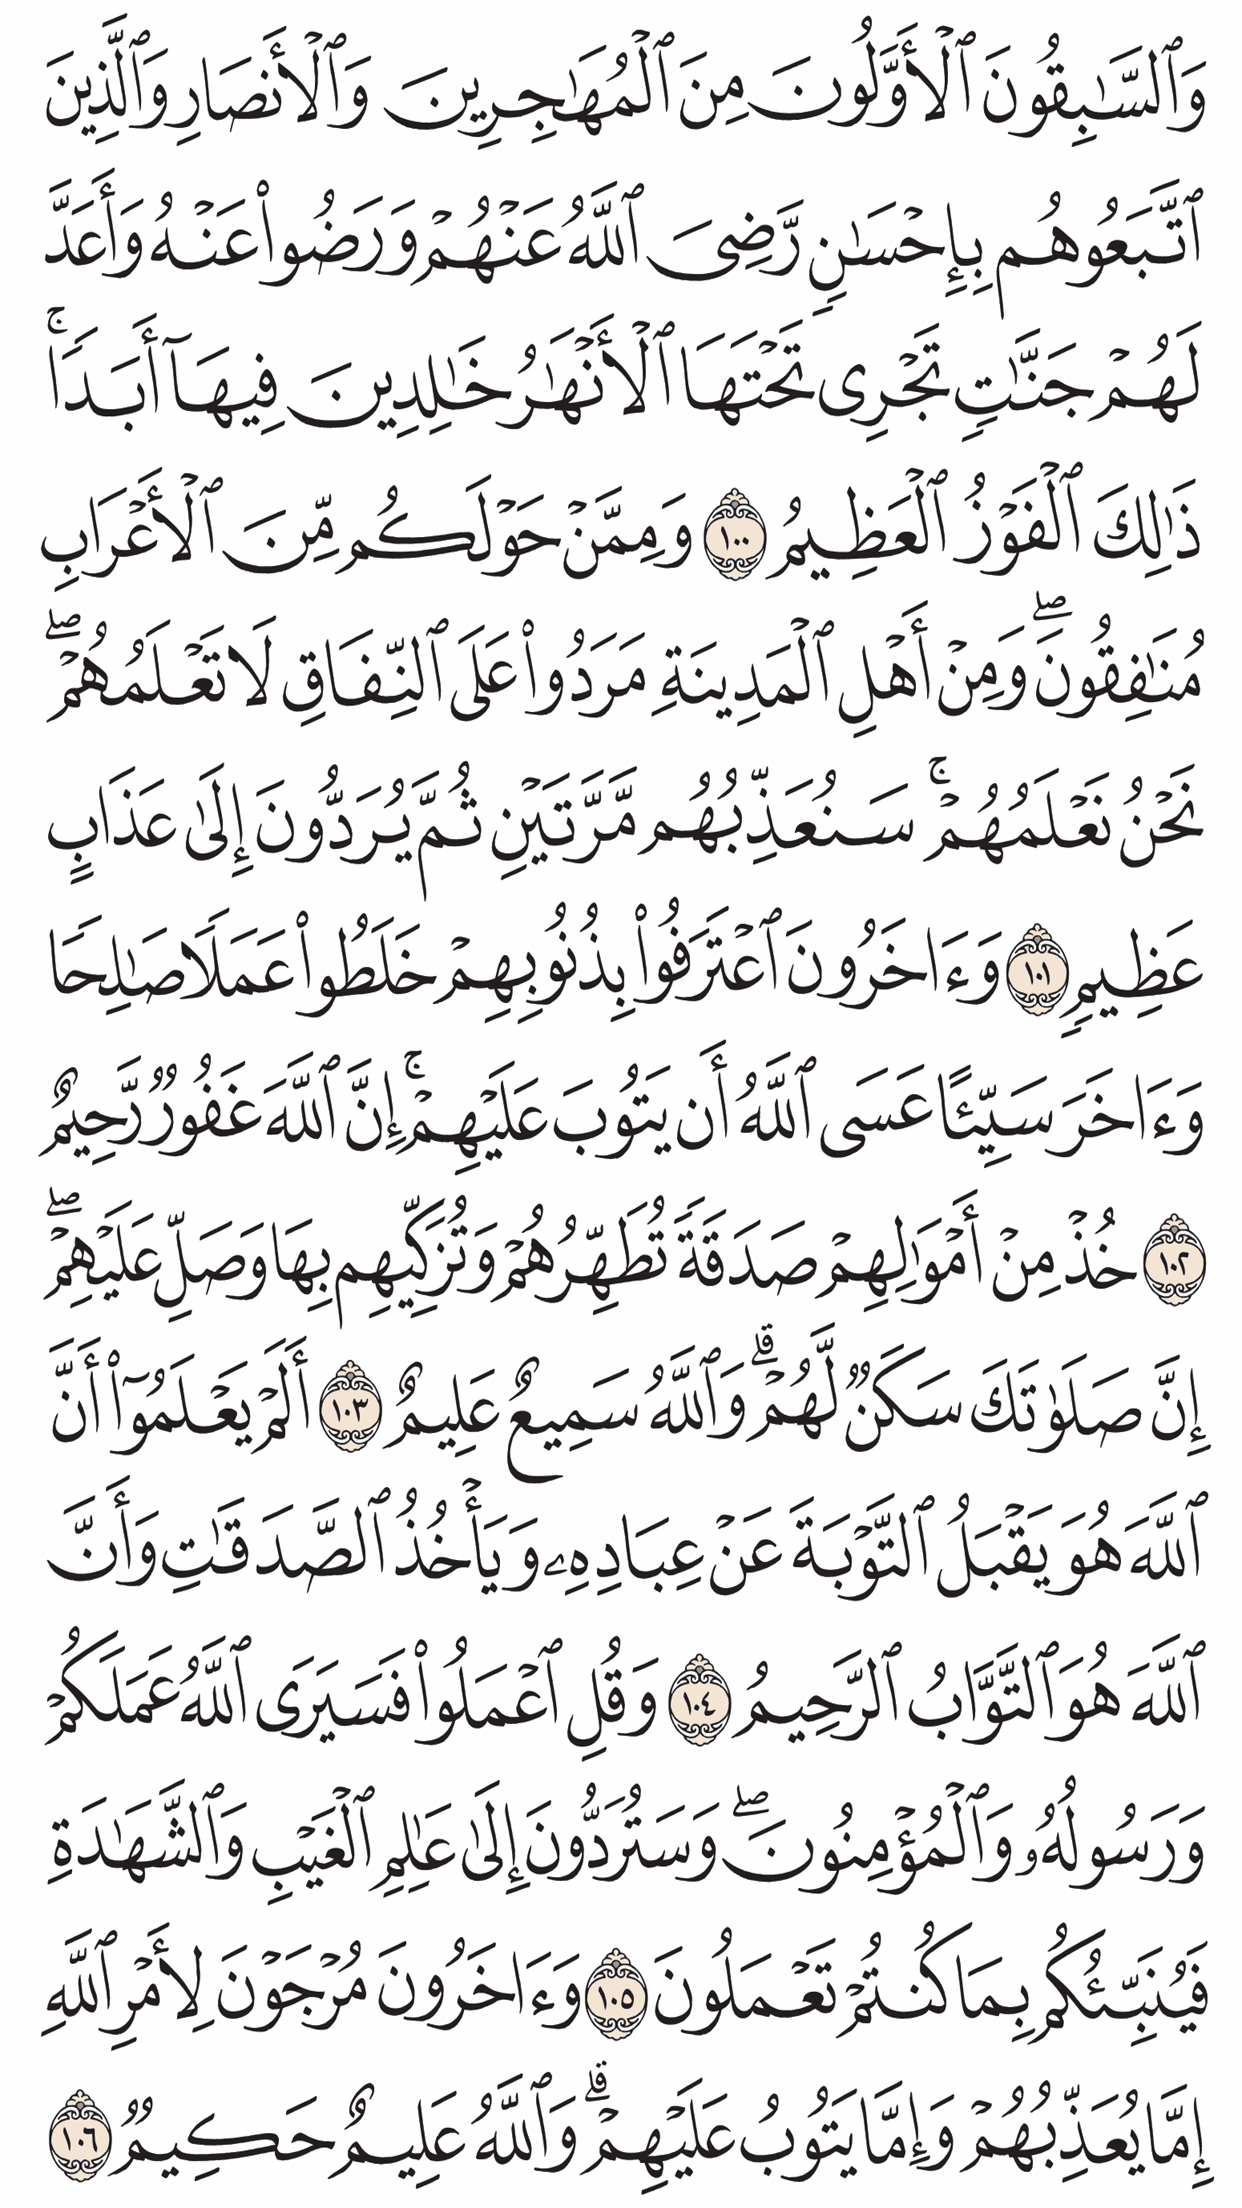 وَٱلسَّـٰبِقُونَ ٱلْأَوَّلُونَ مِنَ ٱلْمُهَـٰجِرِينَ وَٱلْأَنصَارِ وَٱلَّذِينَ
ٱتَّبَعُوهُم بِإِحْسَـٰنٍ رَّضِىَ ٱللَّهُ عَنْهُمْ وَرَضُوا۟ عَنْهُ وَأَعَدَّ
لَهُمْ جَنَّـٰتٍ تَجْرِى تَحْتَهَا ٱلْأَنْهَـٰرُ خَـٰلِدِينَ فِيهَآ أَبَدًا ۚ
ذَٰلِكَ ٱلْفَوْزُ ٱلْعَظِيمُ ١٠٠ وَمِمَّنْ حَوْلَكُم مِّنَ ٱلْأَعْرَابِ
مُنَـٰفِقُونَ ۖ وَمِنْ أَهْلِ ٱلْمَدِينَةِ مَرَدُوا۟ عَلَى ٱلنِّفَاقِ لَا تَعْلَمُهُمْ ۖ
نَحْنُ نَعْلَمُهُمْ ۚ سَنُعَذِّبُهُم مَّرَّتَيْنِ ثُمَّ يُرَدُّونَ إِلَىٰ عَذَابٍ
عَظِيمٍ ١٠١ وَءَاخَرُونَ ٱعْتَرَفُوا۟ بِذُنُوبِهِمْ خَلَطُوا۟ عَمَلًا صَـٰلِحًا
وَءَاخَرَ سَيِّئًا عَسَى ٱللَّهُ أَن يَتُوبَ عَلَيْهِمْ ۚ إِنَّ ٱللَّهَ غَفُورٌ رَّحِيمٌ
١٠٢ خُذْ مِنْ أَمْوَٰلِهِمْ صَدَقَةً تُطَهِّرُهُمْ وَتُزَكِّيهِم بِهَا وَصَلِّ عَلَيْهِمْ ۖ
إِنَّ صَلَوٰتَكَ سَكَنٌ لَّهُمْ ۗ وَٱللَّهُ سَمِيعٌ عَلِيمٌ ١٠٣ أَلَمْ يَعْلَمُوٓا۟ أَنَّ
ٱللَّهَ هُوَ يَقْبَلُ ٱلتَّوْبَةَ عَنْ عِبَادِهِۦ وَيَأْخُذُ ٱلصَّدَقَـٰتِ وَأَنَّ
ٱللَّهَ هُوَ ٱلتَّوَّابُ ٱلرَّحِيمُ ١٠٤ وَقُلِ ٱعْمَلُوا۟ فَسَيَرَى ٱللَّهُ عَمَلَكُمْ
وَرَسُولُهُۥ وَٱلْمُؤْمِنُونَ ۖ وَسَتُرَدُّونَ إِلَىٰ عَـٰلِمِ ٱلْغَيْبِ وَٱلشَّهَـٰدَةِ
فَيُنَبِّئُكُم بِمَا كُنتُمْ تَعْمَلُونَ ١٠٥ وَءَاخَرُونَ مُرْجَوْنَ لِأَمْرِ ٱللَّهِ
إِمَّا يُعَذِّبُهُمْ وَإِمَّا يَتُوبُ عَلَيْهِمْ ۗ وَٱللَّهُ عَلِيمٌ حَكِيمٌ ١٠٦